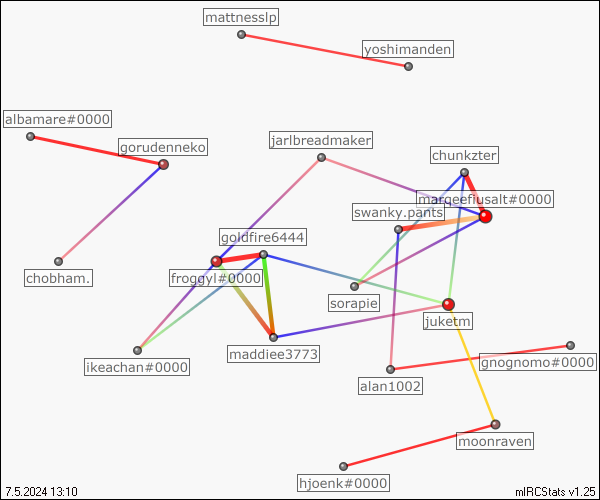 mattnesslp
yoshimanden
albamare#0000
gorudenneko
jarlbreadmaker
chunkzter
marqeeflusalt#0000
swanky.pants
goldfire6444
froggyl#0000
chobham.
sorapie
juketm
maddiee3773
ikeachan#0000
gnognomo#0000
alan1002
moonraven
hjoenk#0000
7.5.2024 13:10
mIRCStats v1.25